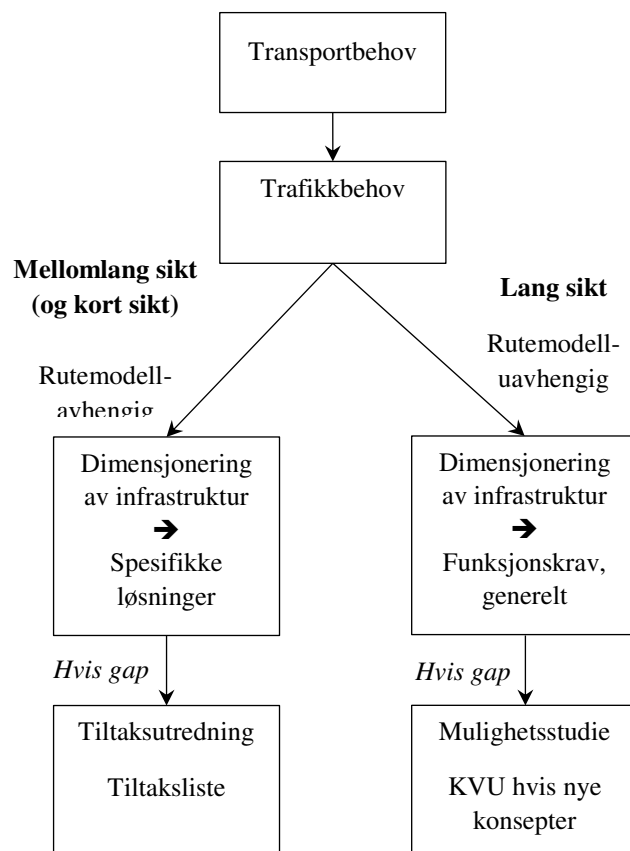 Transportbehov
Trafikkbehov
Mellomlang sikt
(og kort sikt)
Rutemodell-
avhengig
Dimensjonering
av infrastruktur
➔
Spesifikke
løsninger
Hvis gap
Tiltaksutredning
Tiltaksliste
Lang sikt
Rutemodell-
uavhengig
Dimensjonering
av infrastruktur
➔
Funksjonskrav,
generelt
Hvis gap
Mulighetsstudie
KVU hvis nye
konsepter